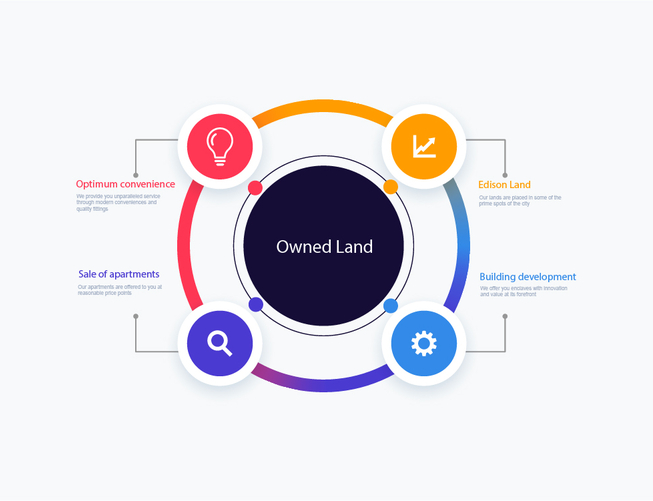 Optimum convenience
We provide you unparalleled service
through modern conveniences and
quality fittings
Edison Land
Our lands are placed in some of the
prime spots of the city
Owned Land
Sale of apartments
Our apartments are offered to you at
reasonable price points
Building development
We offer you enclaves with innovation
and value at its forefront